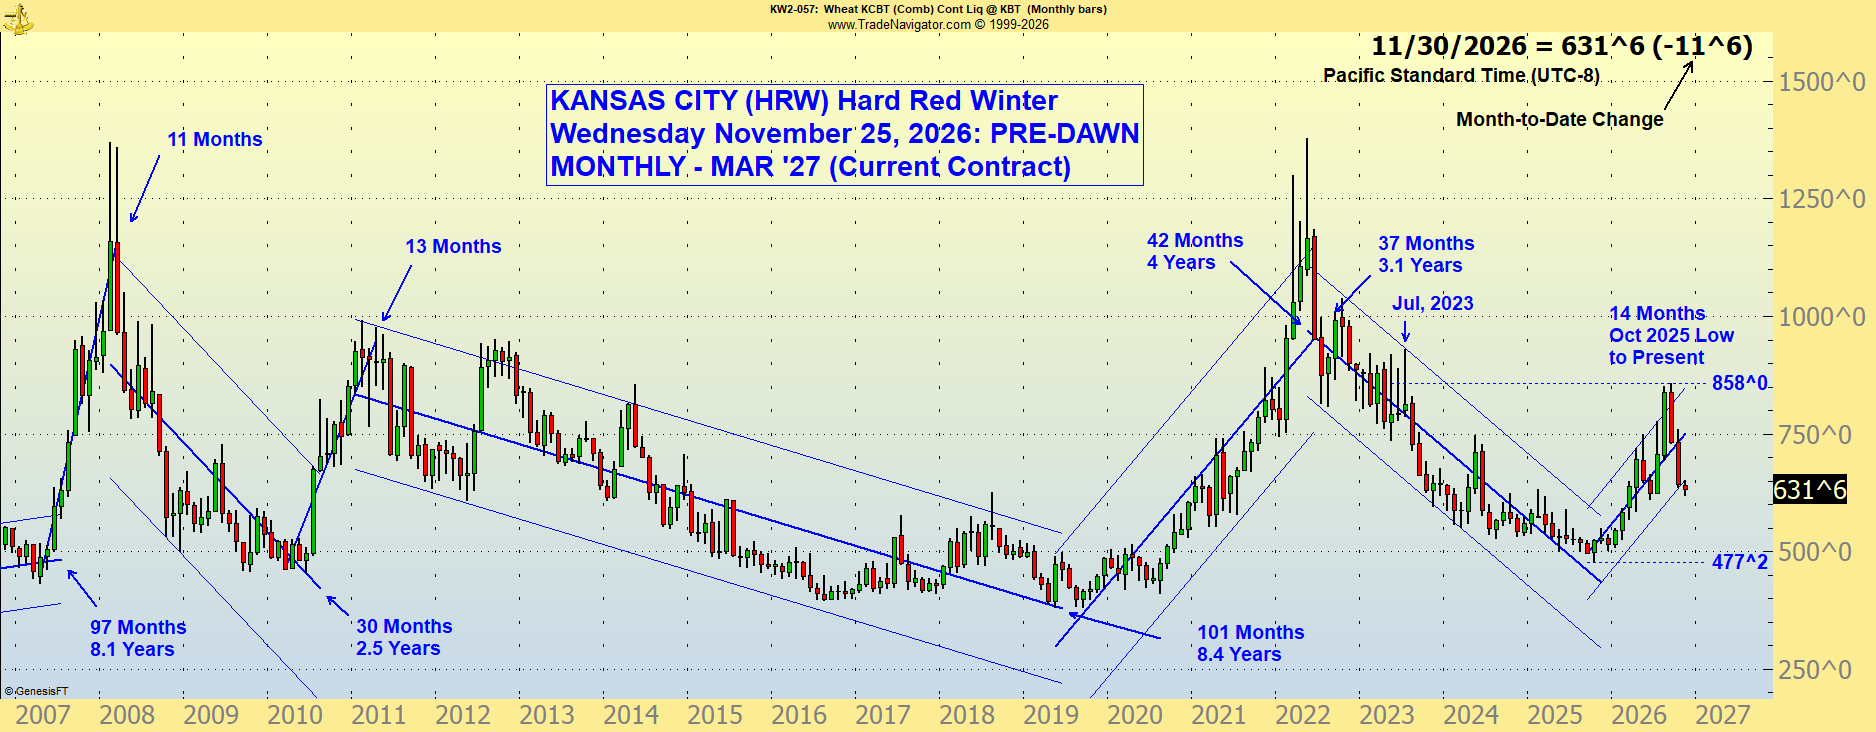 KW2-057: Wheat KCBT (Comb) Cont Liq @ KBT (Monthly bars)
www.TradeNavigator.com © 1999-2026
11/30/2026 = 631^6 (-11^6)
Pacific Standard Time (UTC-8)
Month-to-Date Change
KANSAS CITY (HRW) Hard Red Winter
Wednesday November 25, 2026: PRE-DAWN
MONTHLY - MAR '27 (Current Contract)
11 Months
13 Months
42 Months
4 Years
37 Months
3.1 Years
Jul, 2023
14 Months
Oct 2025 Low
to Present
858^0
477^2
97 Months
8.1 Years
30 Months
2.5 Years
101 Months
8.4 Years
1500^0
1250^0
1000^0
750^0
631^6
500^0
250^0
© GenesisFT
2007 2008 2009 2010 2011 2012 2013 2014 2015 2016 2017 2018 2019 2020 2021 2022 2023 2024 2025 2026 2027